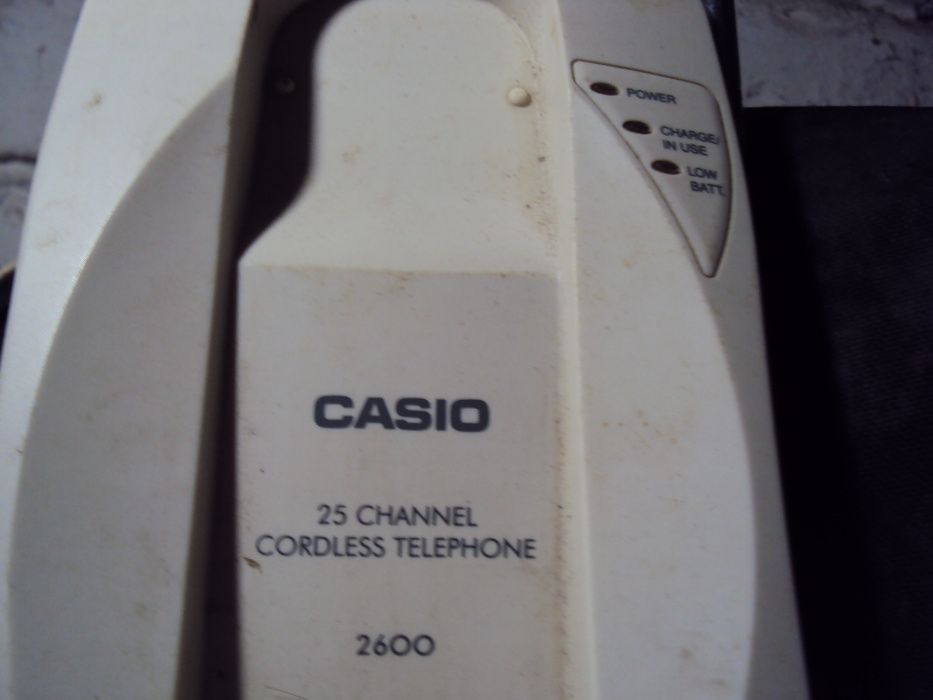 POWER
CHARGE/
IN USE
LOW
BATT.
CASIO
25 CHANNEL
CORDLESS TELEPHONE
2600